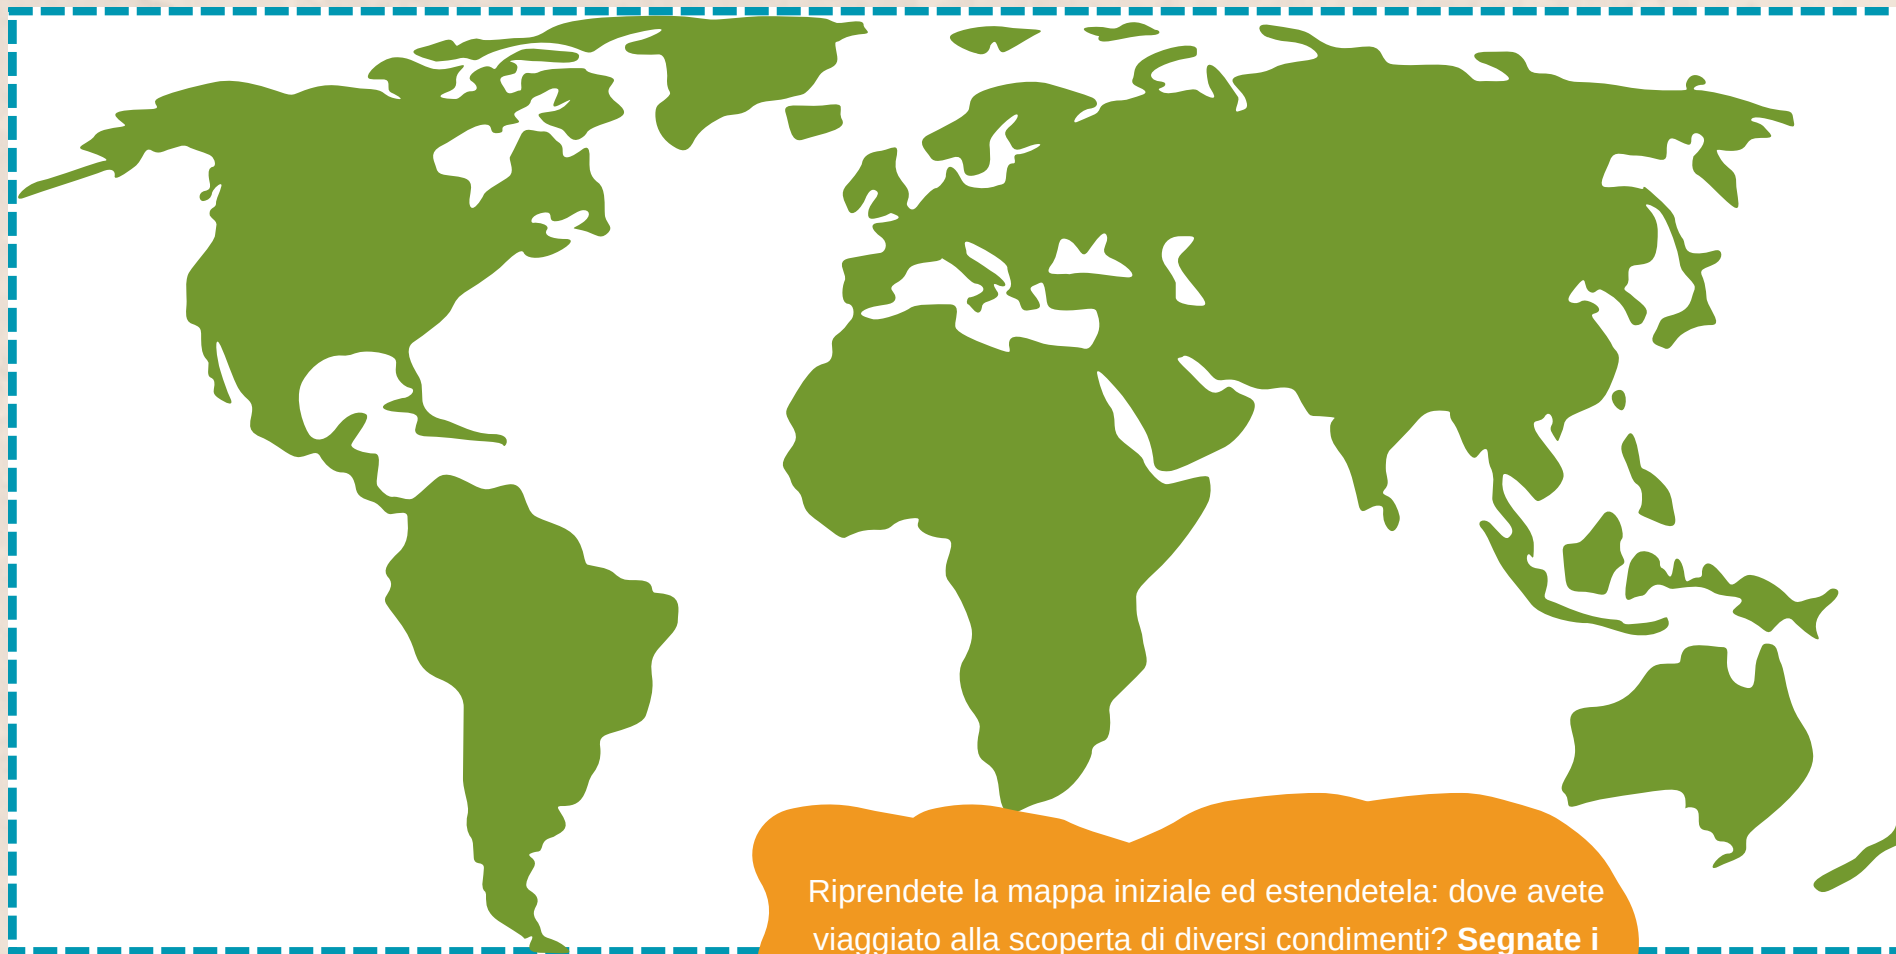 Riprendete la mappa iniziale ed estendetela: dove avete
viaggiato alla scoperta di diversi condimenti? Segnate i